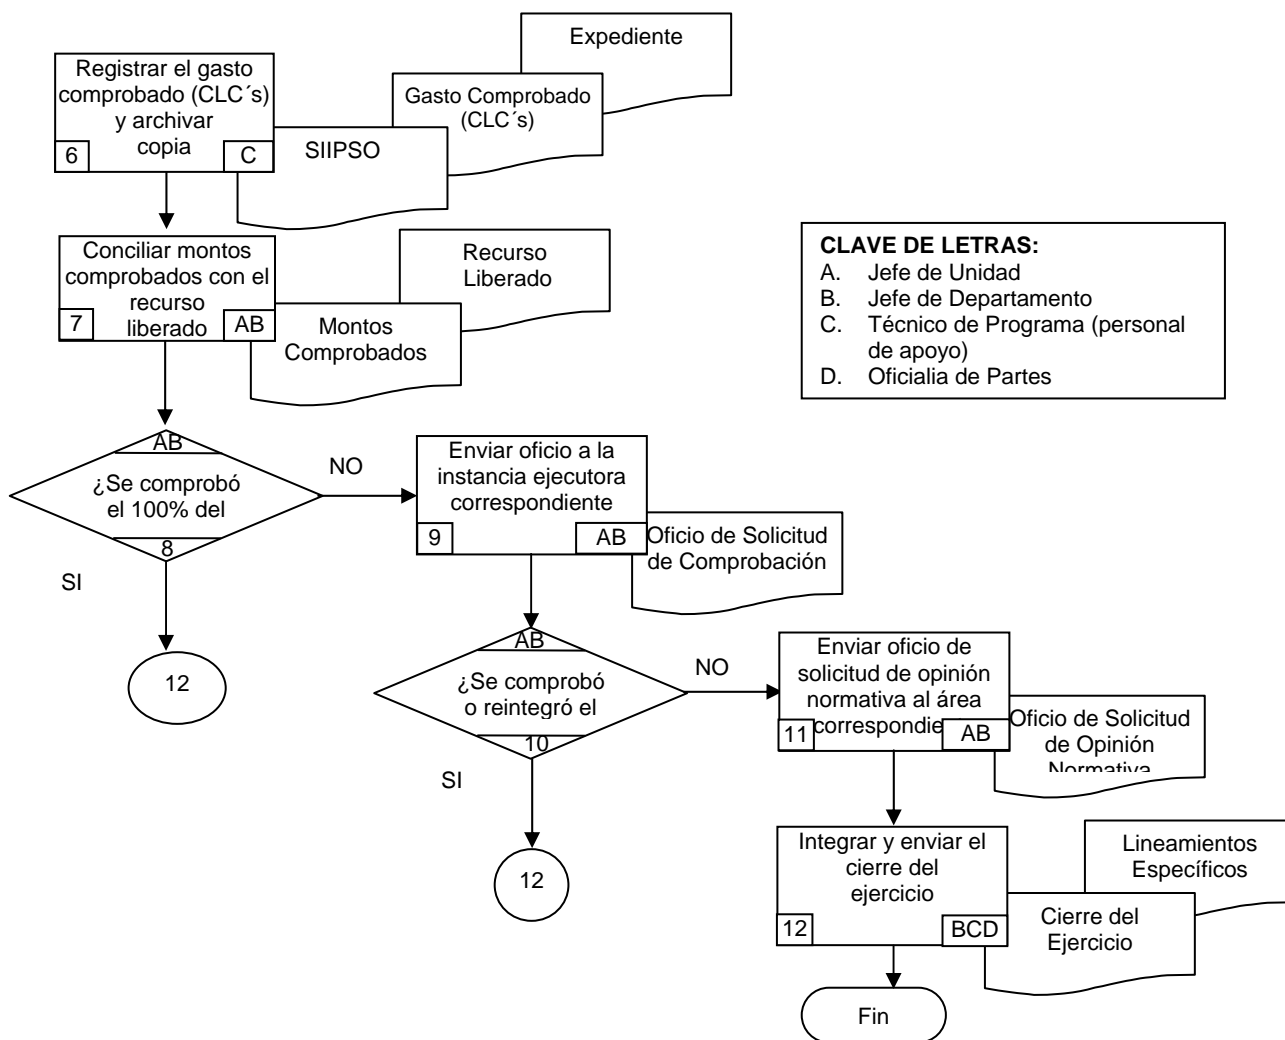 Registrar el gasto
comprobado (CLC´s)
y archivar
copia
6
C
SIIPSO
Gasto Comprobado
(CLC´s)
Expediente
Conciliar montos
comprobados con el
recurso
liberado
7
AB
Montos
Comprobados
Recurso
Liberado
CLAVE DE LETRAS:
A. Jefe de Unidad
B. Jefe de Departamento
C. Técnico de Programa (personal
de apoyo)
D. Oficialia de Partes
AB
¿Se comprobó
el 100% del
8
NO
SI
12
Enviar oficio a la
instancia ejecutora
correspondiente
9
AB
Oficio de Solicitud
de Comprobación
AB
¿Se comprobó
o reintegró el
10
NO
SI
12
Enviar oficio de
solicitud de opinión
normativa al área
correspondie
11
AB
Oficio de Solicitud
de Opinión
Normativa
Integrar y enviar el
cierre del
ejercicio
12
BCD
Cierre del
Ejercicio
Lineamientos
Específicos
Fin